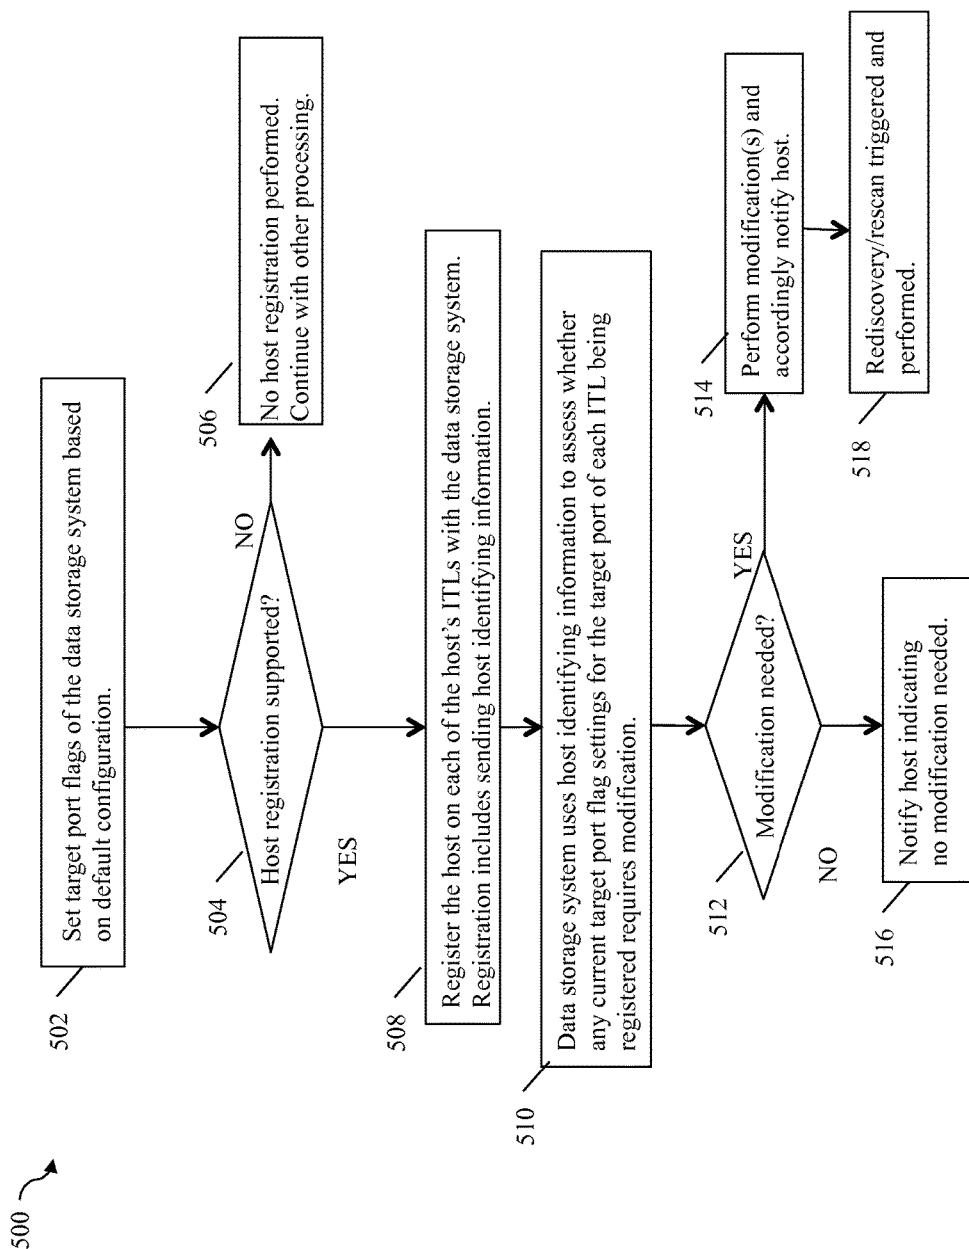 500
502
Set target port flags of the data storage system based
on default configuration.
504
Host registration supported?
NO
506
No host registration performed.
Continue with other processing.
YES
508
Register the host on each of the host's ITLs with the data storage system.
Registration includes sending host identifying information.
510
Data storage system uses host identifying information to assess whether
any current target port flag settings for the target port of each ITL being
registered requires modification.
512
Modification needed?
YES
514
Perform modification(s) and
accordingly notify host.
NO
516
Notify host indicating
no modification needed.
518
Rediscovery/rescan triggered and
performed.